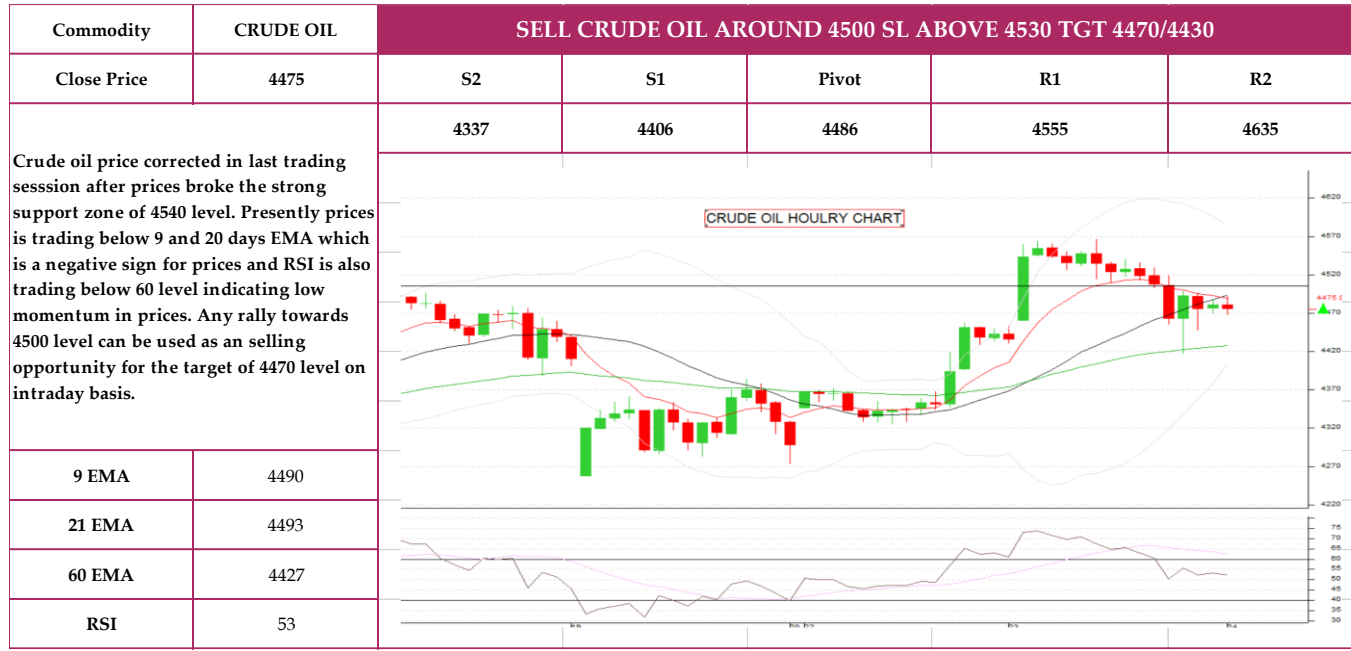 Commodity
CRUDE OIL
SELL CRUDE OIL AROUND 4500 SL ABOVE 4530 TGT 4470/4430
Close Price
4475
S2
S1
Pivot
R1
R2
4337
4406
4486
4555
4635
Crude oil price corrected in last trading
sesssion after prices broke the strong
support zone of 4540 level. Presently prices
is trading below 9 and 20 days EMA which
is a negative sign for prices and RSI is also
trading below 60 level indicating low
momentum in prices. Any rally towards
4500 level can be used as an selling
opportunity for the target of 4470 level on
intraday basis.
CRUDE OIL HOULRY CHART
4620
4570
4520
4475.0
4470
4420
4370
4320
4270
4220
9 EMA
4490
21 EMA
4493
60 EMA
4427
RSI
53
75
70
65
60
55
50
45
40
35
30